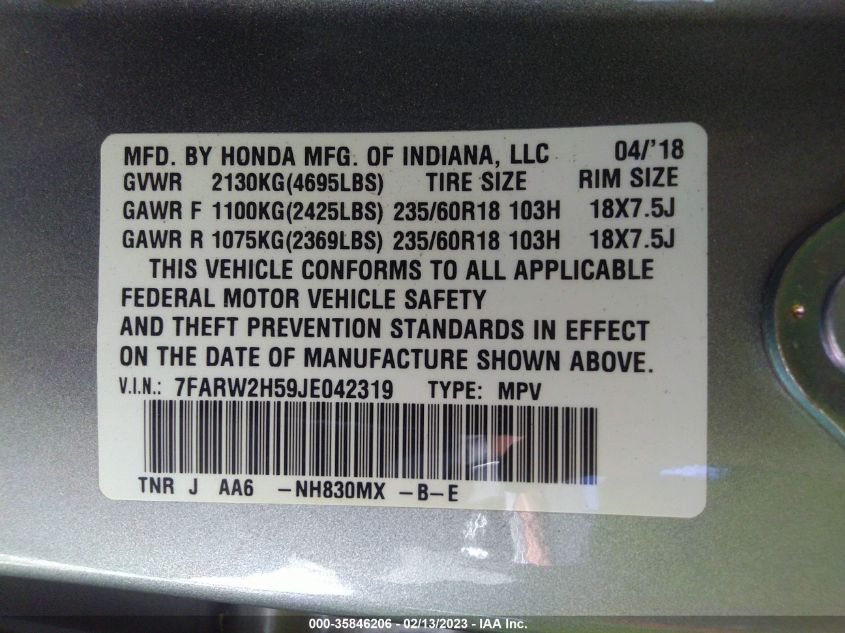 MFD. BY HONDA MFG. OF INDIANA, LLC 04/'18
GVWR 2130KG(4695LBS) TIRE SIZE RIM SIZE
GAWR F 1100KG(2425LBS) 235/60R18 103H 18X7.5J
GAWR R 1075KG(2369LBS) 235/60R18 103H 18X7.5J
THIS VEHICLE CONFORMS TO ALL APPLICABLE
FEDERAL MOTOR VEHICLE SAFETY
AND THEFT PREVENTION STANDARDS IN EFFECT
ON THE DATE OF MANUFACTURE SHOWN ABOVE.
V.I.N.: 7FARW2H59JE042319 TYPE: MPV
TNR J AA6 -NH830MX -B-E
000-35846206 - 02/13/2023 - IAA Inc.